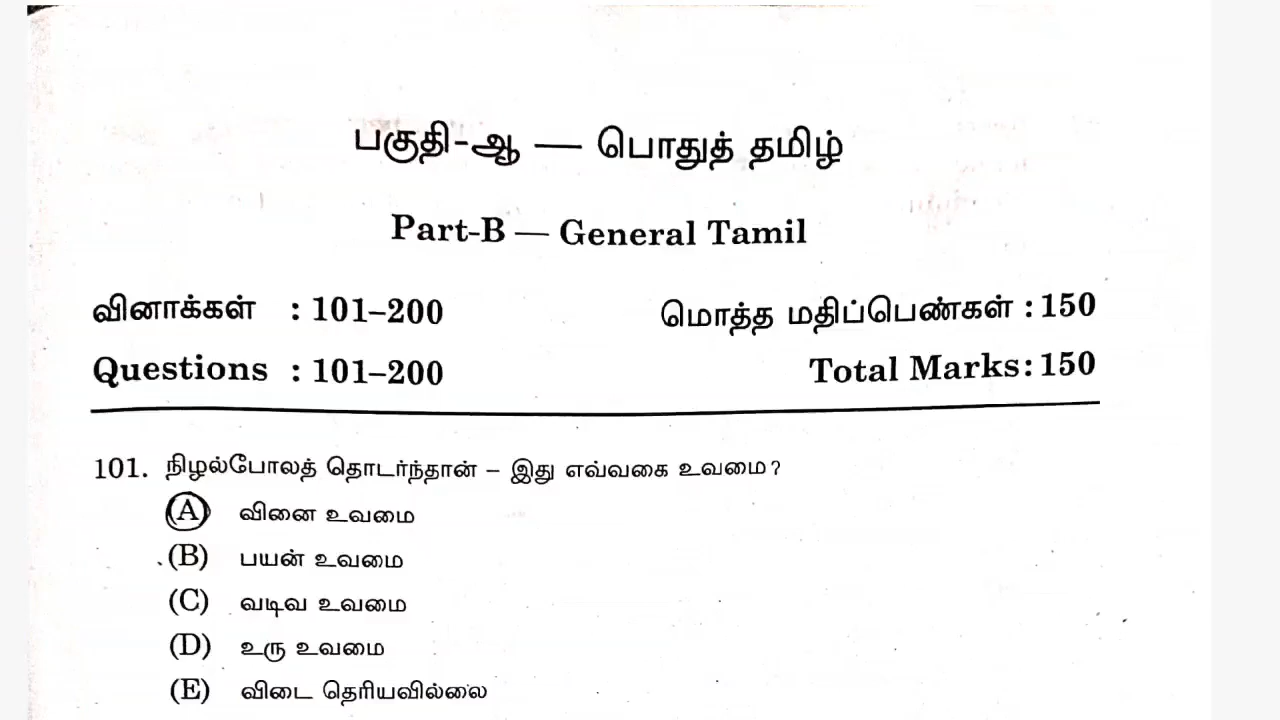 பகுதி-ஆ — பொதுத் தமிழ்
Part-B — General Tamil
வினாக்கள் : 101–200 மொத்த மதிப்பெண்கள் : 150
Questions : 101–200 Total Marks : 150
101. நிழல்போலத் தொடர்ந்தான் – இது எவ்வகை உவமை?
(A) வினை உவமை
(B) பயன் உவமை
(C) வடிவ உவமை
(D) உரு உவமை
(E) விடை தெரியவில்லை